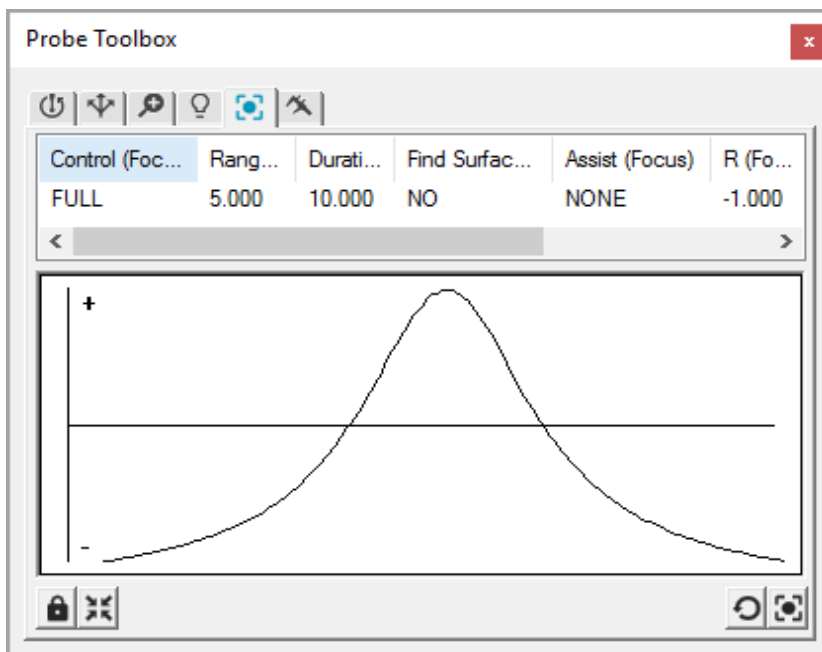 Probe Toolbox
x
Control (Foc... Rang... Durati... Find Surfac... Assist (Focus) R (Fo...
FULL 5.000 10.000 NO NONE -1.000
+
-